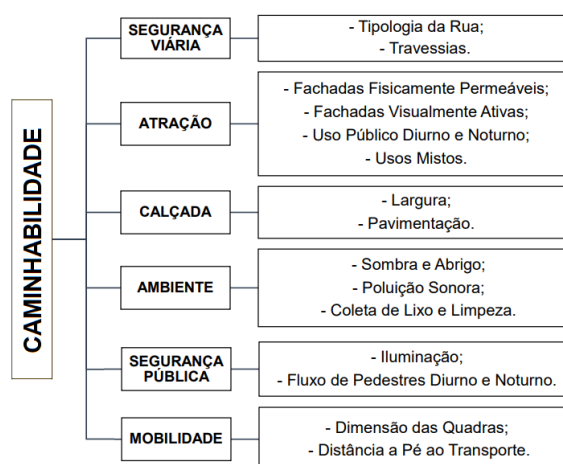 CAMINHABILIDADE
SEGURANÇA
VIÁRIA
- Tipologia da Rua;
- Travessias.
ATRAÇÃO
- Fachadas Fisicamente Permeáveis;
- Fachadas Visualmente Ativas;
- Uso Público Diurno e Noturno;
- Usos Mistos.
CALÇADA
- Largura;
- Pavimentação.
AMBIENTE
- Sombra e Abrigo;
- Poluição Sonora;
- Coleta de Lixo e Limpeza.
SEGURANÇA
PÚBLICA
- Iluminação;
- Fluxo de Pedestres Diurno e Noturno.
MOBILIDADE
- Dimensão das Quadras;
- Distância a Pé ao Transporte.